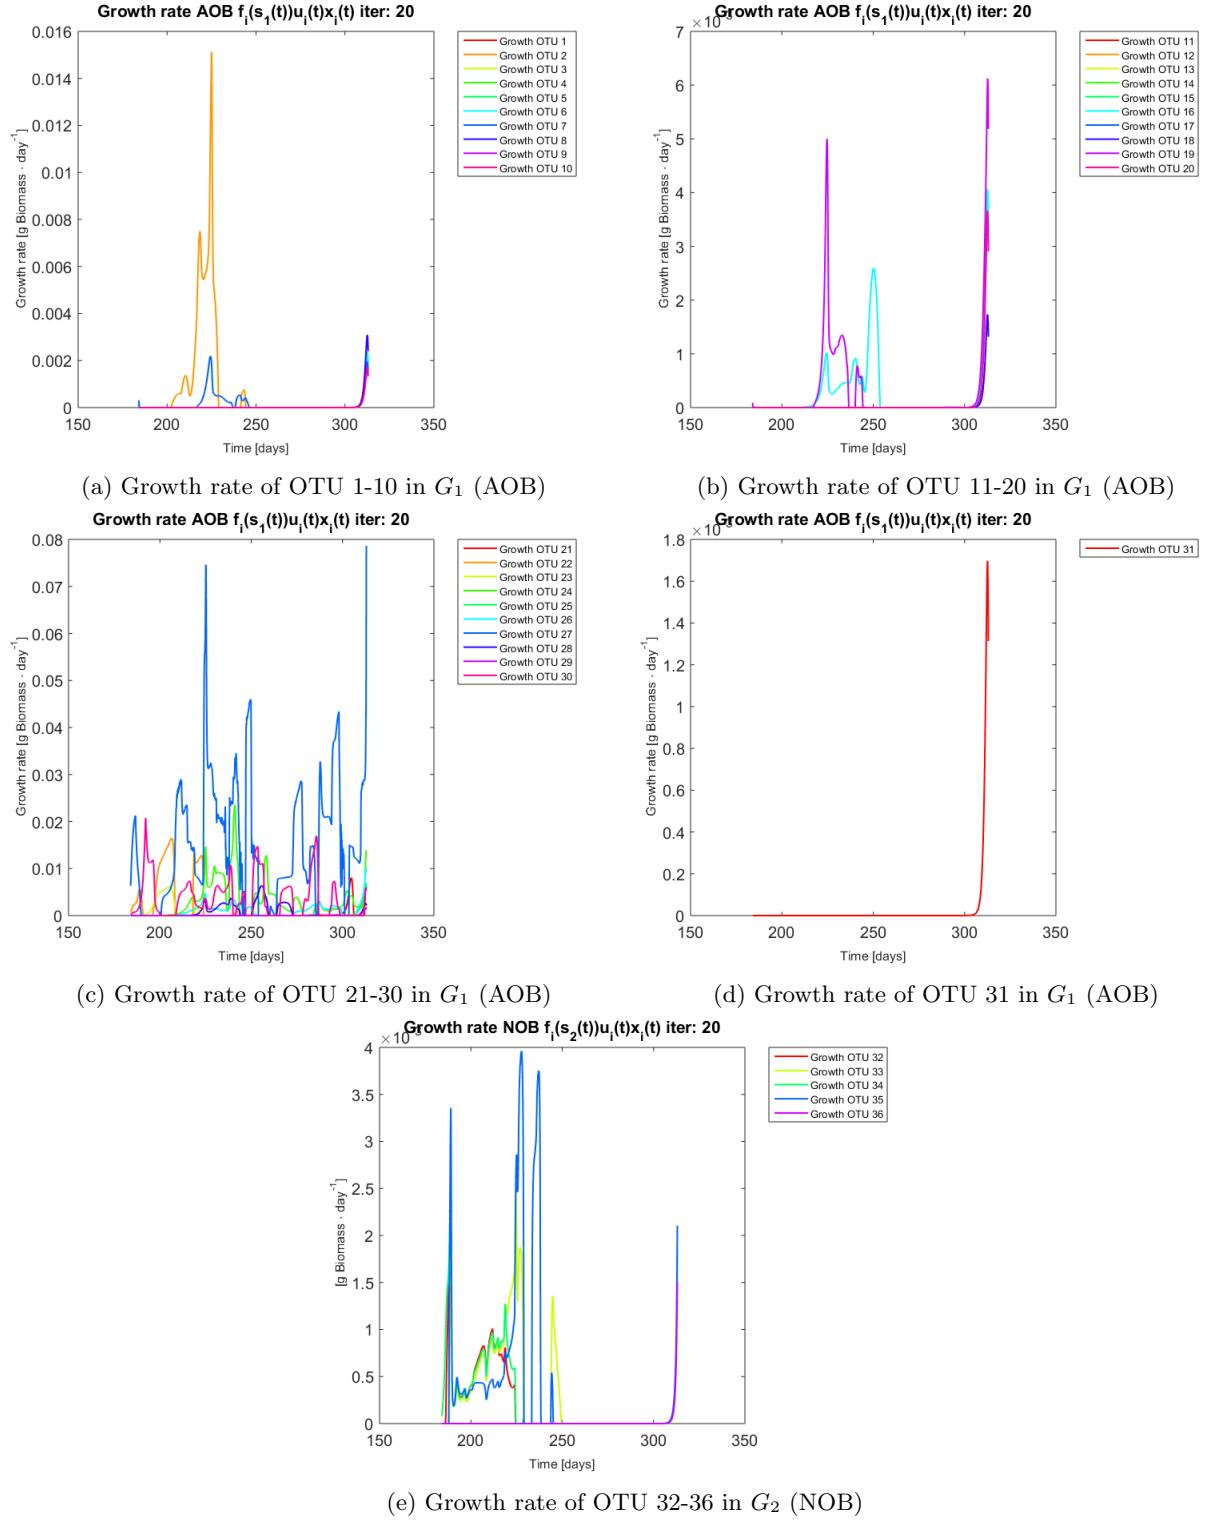 Growth rate AOB f_i(s_1(t))u_i(t)x_i(t) iter: 20
0.016
0.014
0.012
0.01
0.008
0.006
0.004
0.002
0
150
200
250
300
350
Growth rate [g Biomass · day^-1]
Time [days]
Growth OTU 1
Growth OTU 2
Growth OTU 3
Growth OTU 4
Growth OTU 5
Growth OTU 6
Growth OTU 7
Growth OTU 8
Growth OTU 9
Growth OTU 10
(a) Growth rate of OTU 1-10 in G_1 (AOB)
Growth rate AOB f_i(s_1(t))u_i(t)x_i(t) iter: 20
×10
7
6
5
4
3
2
1
0
150
200
250
300
350
Growth rate [g Biomass · day^-1]
Time [days]
Growth OTU 11
Growth OTU 12
Growth OTU 13
Growth OTU 14
Growth OTU 15
Growth OTU 16
Growth OTU 17
Growth OTU 18
Growth OTU 19
Growth OTU 20
(b) Growth rate of OTU 11-20 in G_1 (AOB)
Growth rate AOB f_i(s_1(t))u_i(t)x_i(t) iter: 20
0.08
0.07
0.06
0.05
0.04
0.03
0.02
0.01
0
150
200
250
300
350
Growth rate [g Biomass · day^-1]
Time [days]
Growth OTU 21
Growth OTU 22
Growth OTU 23
Growth OTU 24
Growth OTU 25
Growth OTU 26
Growth OTU 27
Growth OTU 28
Growth OTU 29
Growth OTU 30
(c) Growth rate of OTU 21-30 in G_1 (AOB)
Growth rate AOB f_i(s_1(t))u_i(t)x_i(t) iter: 20
×10
1.8
1.6
1.4
1.2
1
0.8
0.6
0.4
0.2
0
150
200
250
300
350
Growth rate [g Biomass · day^-1]
Time [days]
Growth OTU 31
(d) Growth rate of OTU 31 in G_1 (AOB)
Growth rate NOB f_i(s_2(t))u_i(t)x_i(t) iter: 20
×10
4
3.5
3
2.5
2
1.5
1
0.5
0
150
200
250
300
350
[g Biomass · day^-1]
Time [days]
Growth OTU 32
Growth OTU 33
Growth OTU 34
Growth OTU 35
Growth OTU 36
(e) Growth rate of OTU 32-36 in G_2 (NOB)